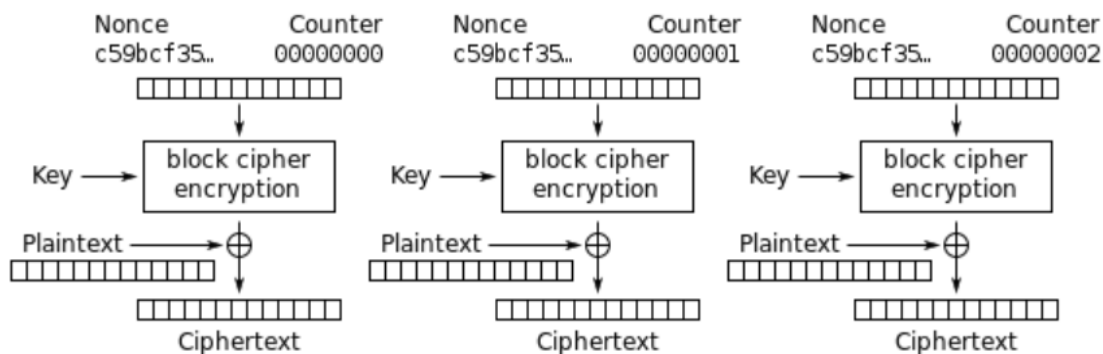 Nonce Counter Nonce Counter Nonce Counter
c59bcf35… 00000000 c59bcf35… 00000001 c59bcf35… 00000002
block cipher block cipher block cipher
Key encryption Key encryption Key encryption
Plaintext Plaintext Plaintext
Ciphertext Ciphertext Ciphertext